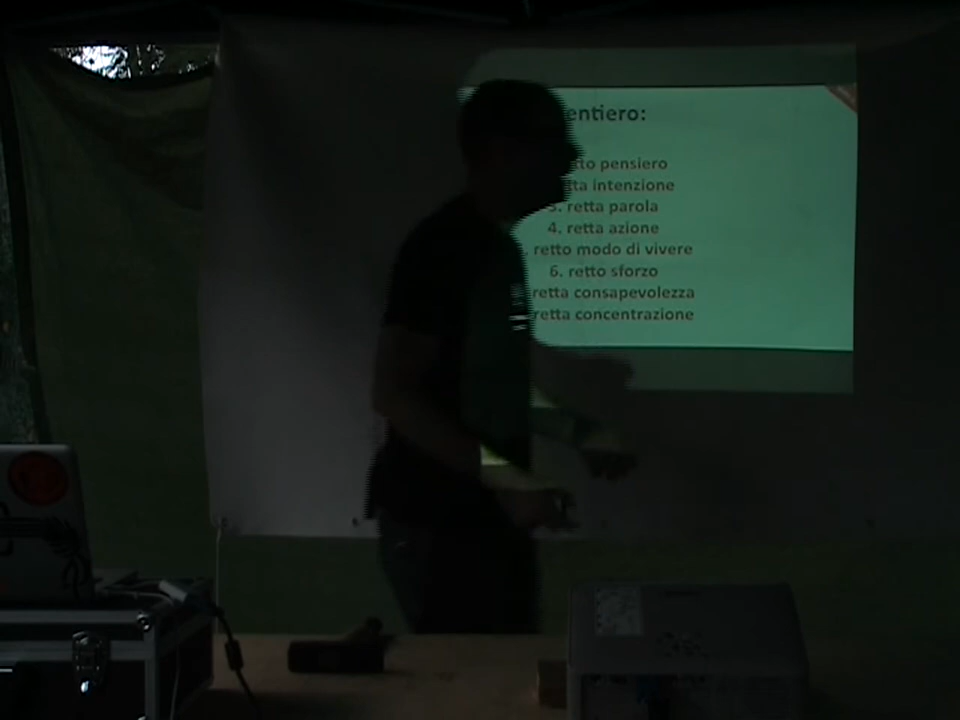 entiero:
tto pensiero
tta intenzione
3. retta parola
4. retta azione
. retto modo di vivere
6. retto sforzo
retta consapevolezza
retta concentrazione